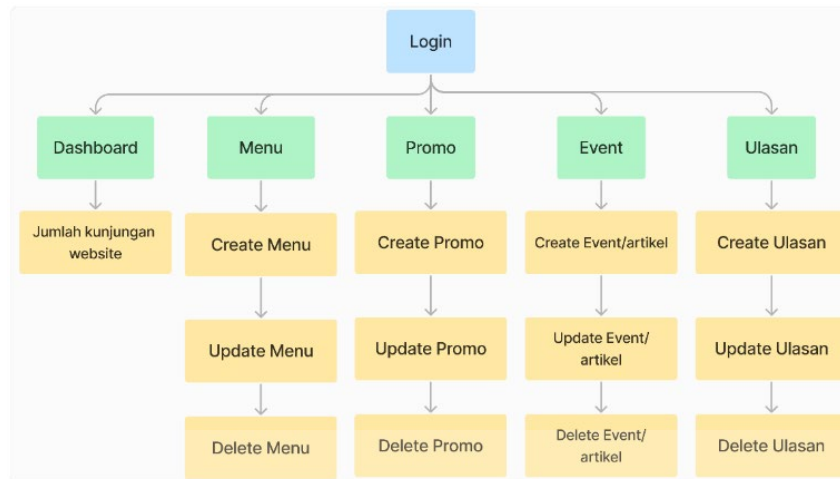 Login
Dashboard
Menu
Promo
Event
Ulasan
Jumlah kunjungan
website
Create Menu
Create Promo
Create Event/artikel
Create Ulasan
Update Menu
Update Promo
Update Event/
artikel
Update Ulasan
Delete Menu
Delete Promo
Delete Event/
artikel
Delete Ulasan